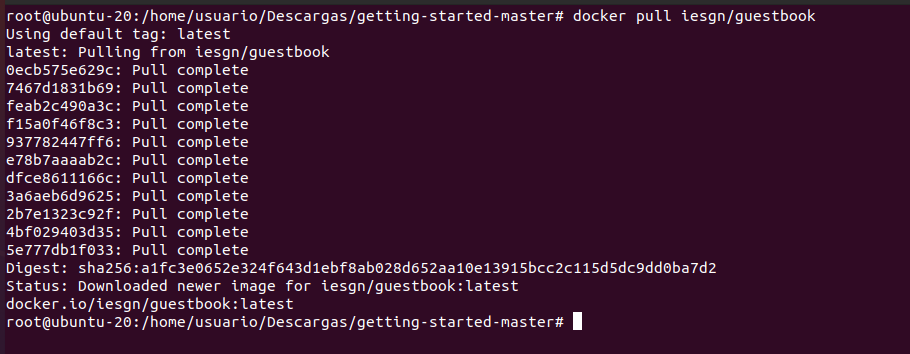 root@ubuntu-20:/home/usuario/Descargas/getting-started-master# docker pull iesgn/guestbook
Using default tag: latest
latest: Pulling from iesgn/guestbook
0ecb575e629c: Pull complete
7467d1831b69: Pull complete
feab2c490a3c: Pull complete
f15a0f46f8c3: Pull complete
937782447ff6: Pull complete
e78b7aaaab2c: Pull complete
dfce8611166c: Pull complete
3a6aeb6d9625: Pull complete
2b7e1323c92f: Pull complete
4bf029403d35: Pull complete
5e777db1f033: Pull complete
Digest: sha256:a1fc3e0652e324f643d1ebf8ab028d652aa10e13915bcc2c115d5dc9dd0ba7d2
Status: Downloaded newer image for iesgn/guestbook:latest
docker.io/iesgn/guestbook:latest
root@ubuntu-20:/home/usuario/Descargas/getting-started-master#